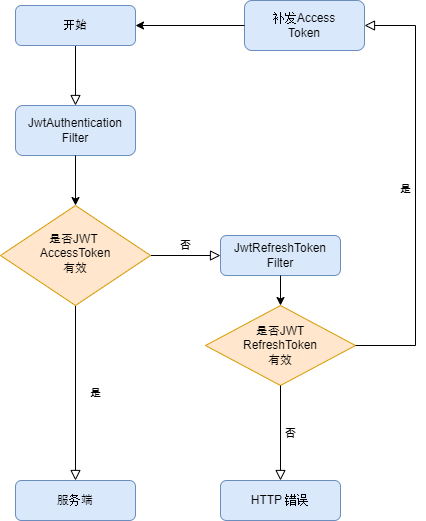 开始
补发Access
Token
JwtAuthentication
Filter
是
是否JWT
AccessToken
有效
否
JwtRefreshToken
Filter
是否JWT
RefreshToken
有效
是
否
服务端
HTTP 错误